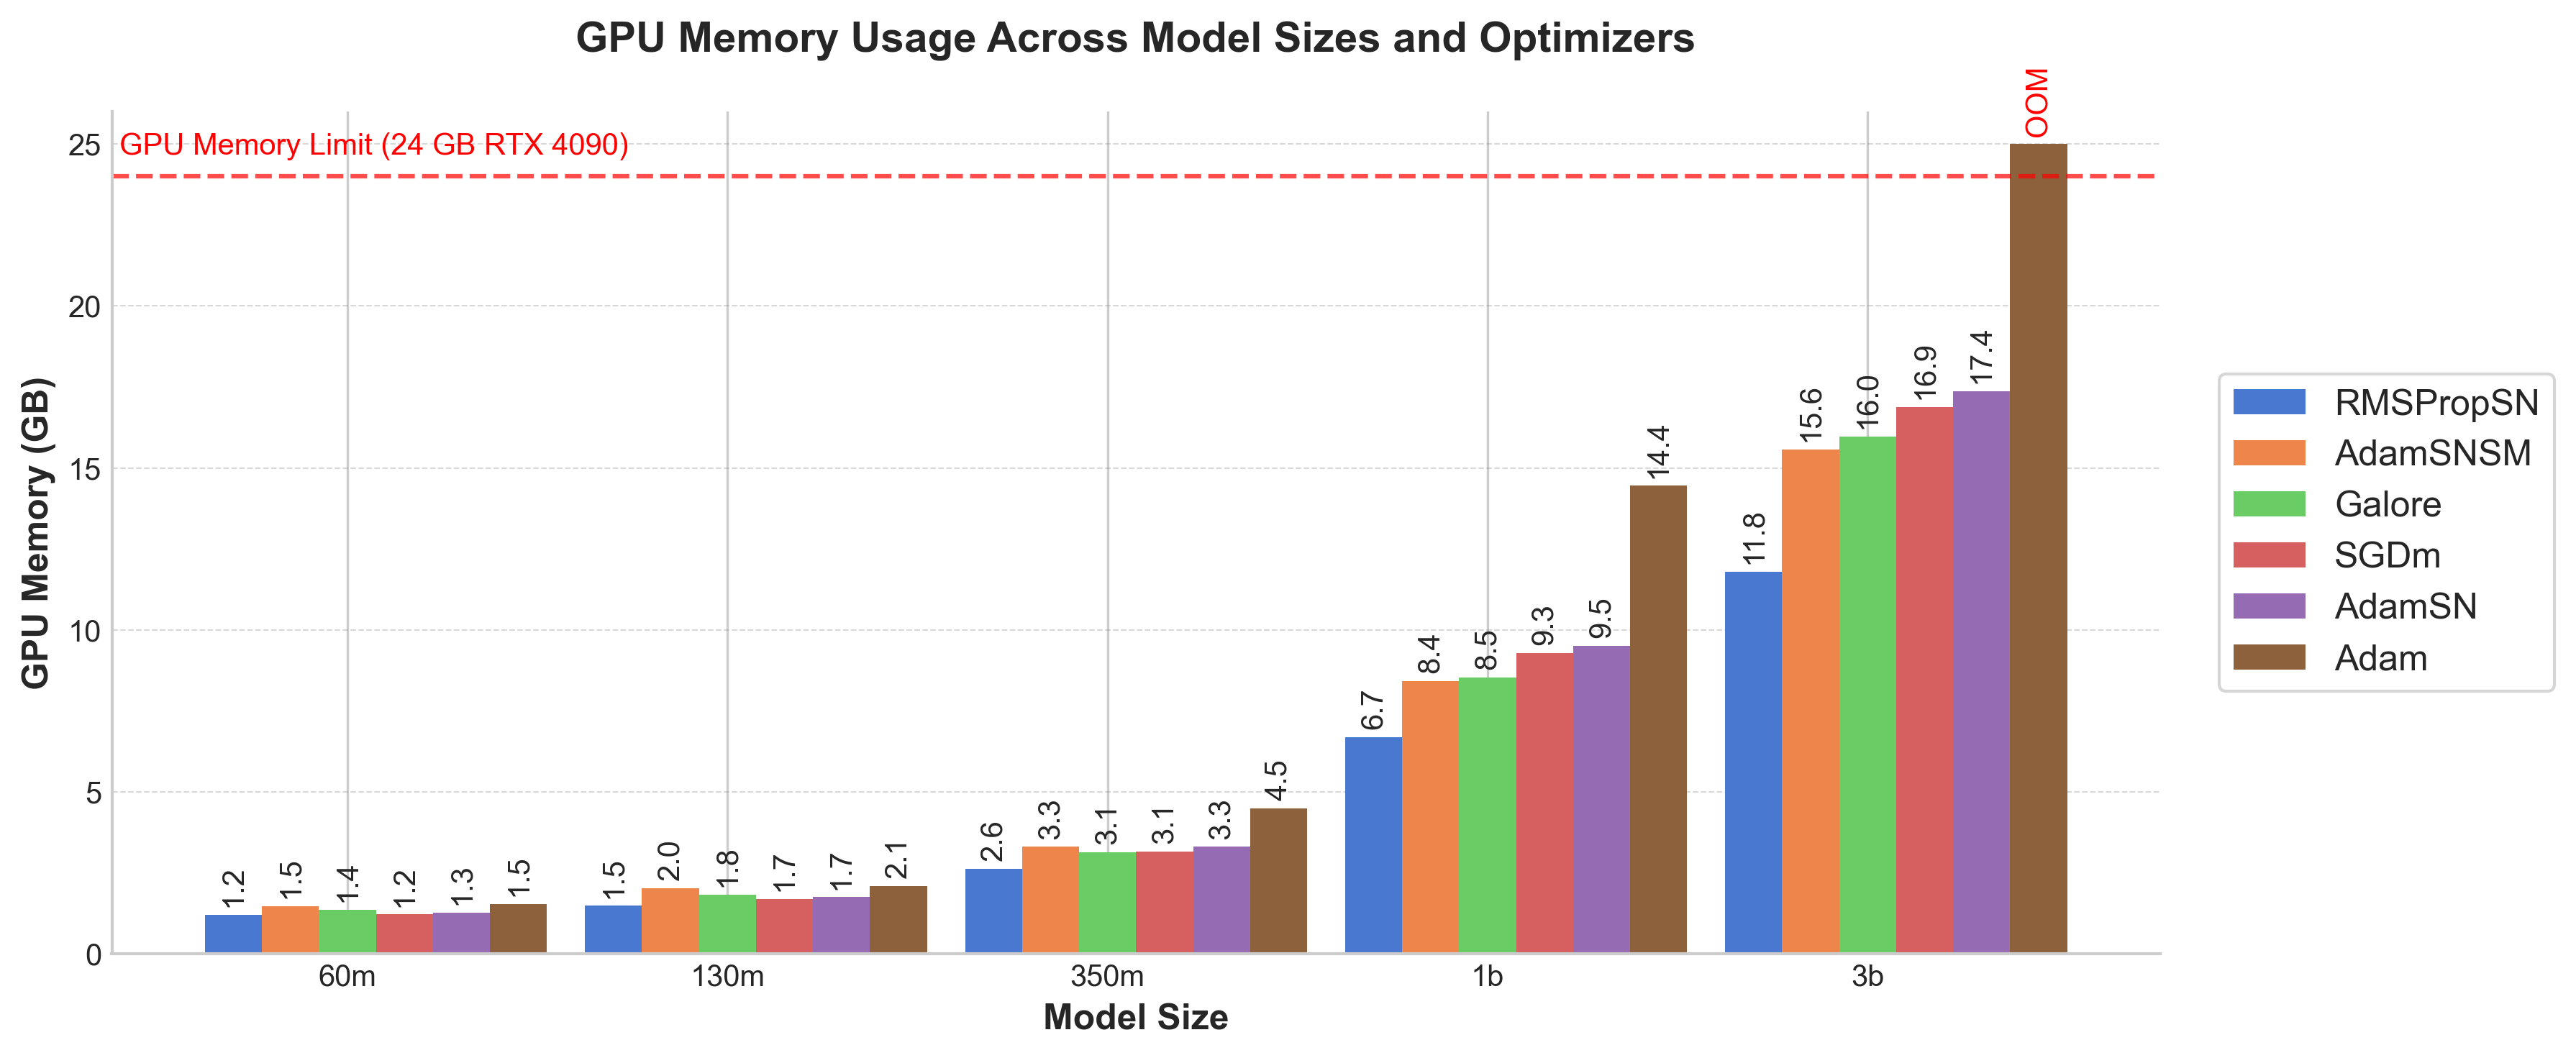 GPU Memory Usage Across Model Sizes and Optimizers
GPU Memory (GB)
25
20
15
10
5
0
GPU Memory Limit (24 GB RTX 4090)
1.2
1.5
1.4
1.2
1.3
1.5
1.5
2.0
1.8
1.7
1.7
2.1
2.6
3.3
3.1
3.1
3.3
4.5
6.7
8.4
8.5
9.3
9.5
14.4
11.8
15.6
16.0
16.9
17.4
OOM
60m
130m
350m
1b
3b
Model Size
RMSPropSN
AdamSNSM
Galore
SGDm
AdamSN
Adam